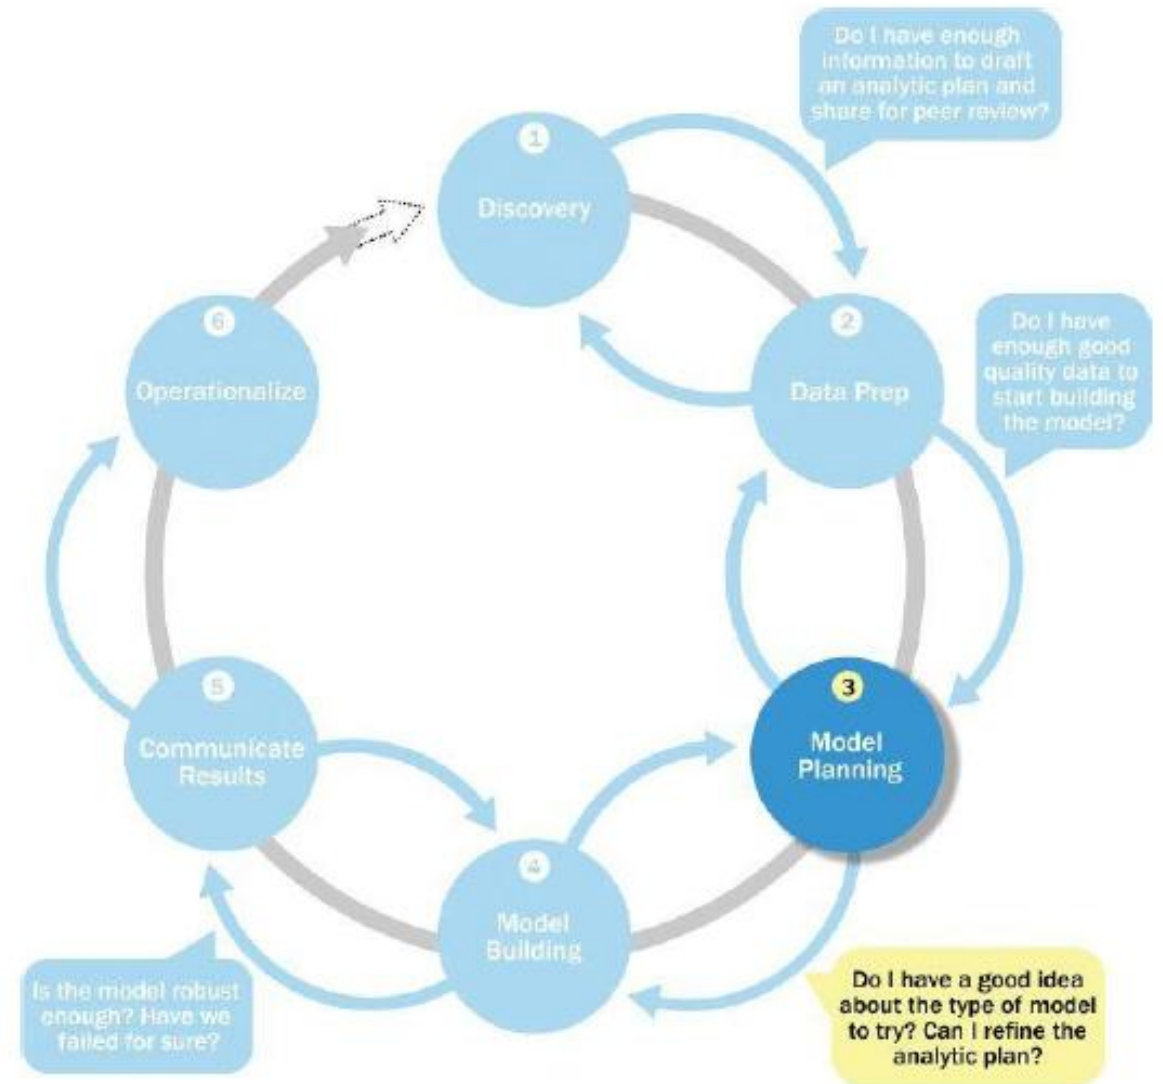 Do I have enough
information to draft
an analytic plan and
share for peer review?
1
Discovery
2
Data Prep
Do I have
enough good
quality data to
start building
the model?
3
Model
Planning
Do I have a good idea
about the type of model
to try? Can I refine the
analytic plan?
4
Model
Building
Is the model robust
enough? Have we
failed for sure?
5
Communicate
Results
6
Operationalize